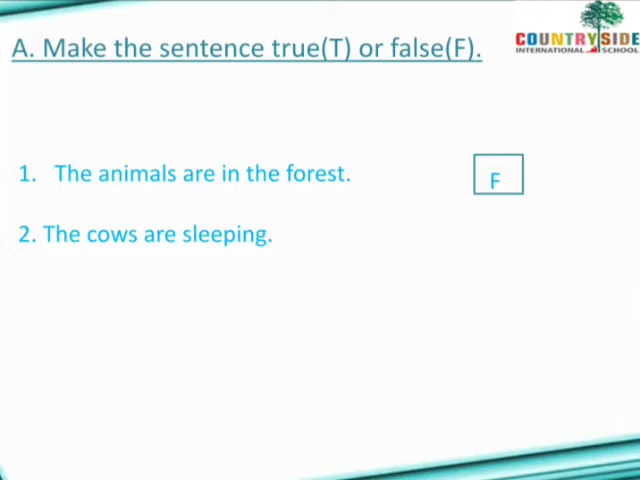 A. Make the sentence true(T) or false(F).
COUNTRYSIDE
INTERNATIONAL SCHOOL
1. The animals are in the forest.
F
2. The cows are sleeping.